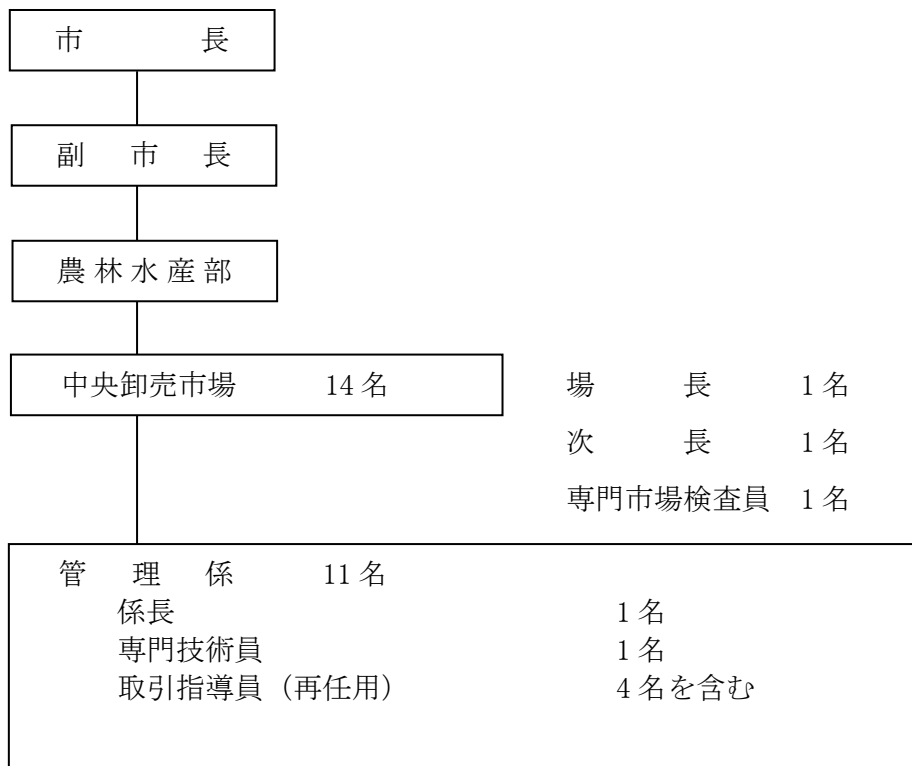 市長
副市長
農林水産部
中央卸売市場 14名
場長 1名
次長 1名
専門市場検査員 1名
管理係 11名
係長 1名
専門技術員 1名
取引指導員（再任用） 4名を含む